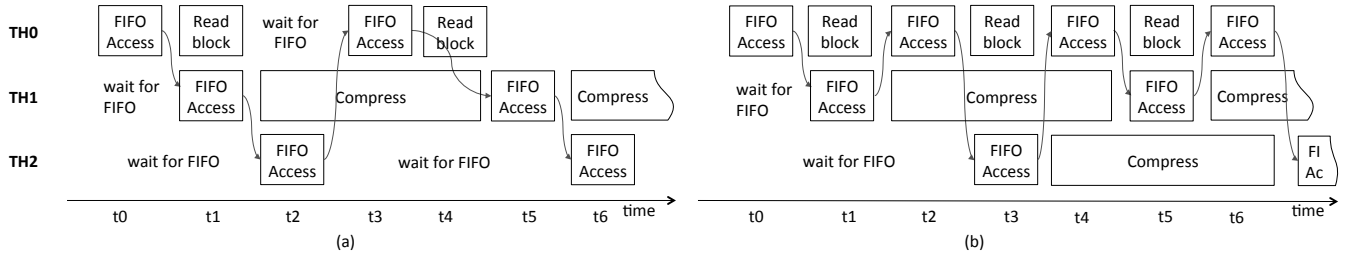 TH0
FIFO
Access
Read
block
wait for
FIFO
FIFO
Access
Read
block
TH1
wait for
FIFO
FIFO
Access
Compress
FIFO
Access
Compress
TH2
wait for FIFO
FIFO
Access
wait for FIFO
FIFO
Access
t0 t1 t2 t3 t4 t5 t6 time
(a)
FIFO
Access
Read
block
FIFO
Access
Read
block
FIFO
Access
Read
block
FIFO
Access
wait for
FIFO
FIFO
Access
Compress
FIFO
Access
Compress
wait for FIFO
FIFO
Access
Compress
FI
Ac
t0 t1 t2 t3 t4 t5 t6 time
(b)